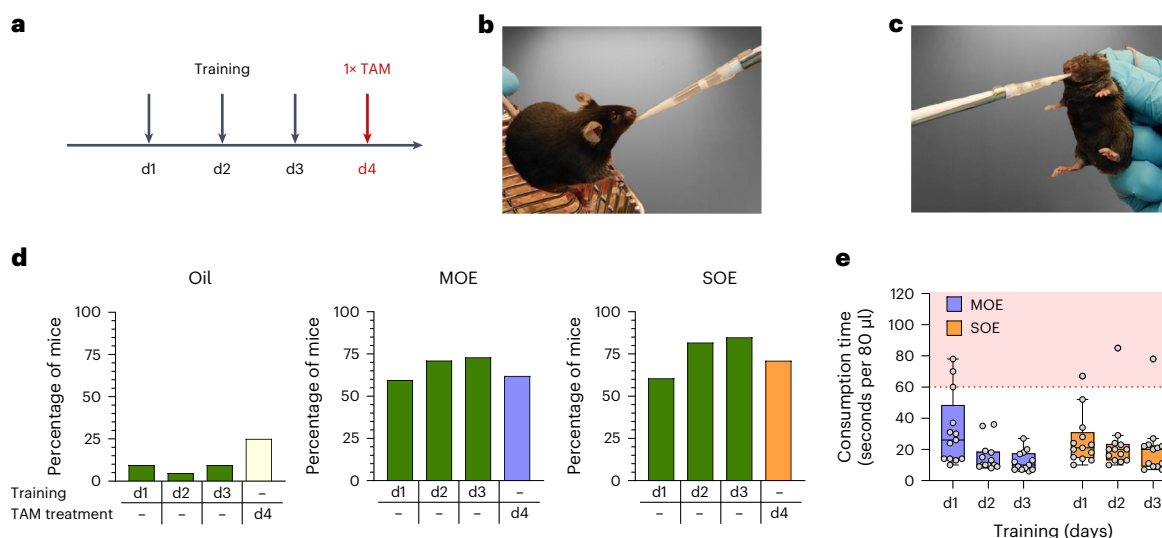 a
Training
1× TAM
d1 d2 d3 d4
b
c
d
Oil
Percentage of mice
100
75
50
25
0
Training d1 d2 d3 –
TAM treatment – – – d4
MOE
Percentage of mice
100
75
50
25
0
d1 d2 d3 –
– – – d4
SOE
Percentage of mice
100
75
50
25
0
d1 d2 d3 –
– – – d4
e
Consumption time
(seconds per 80 µl)
120
100
80
60
40
20
0
MOE
SOE
d1 d2 d3 d1 d2 d3
Training (days)